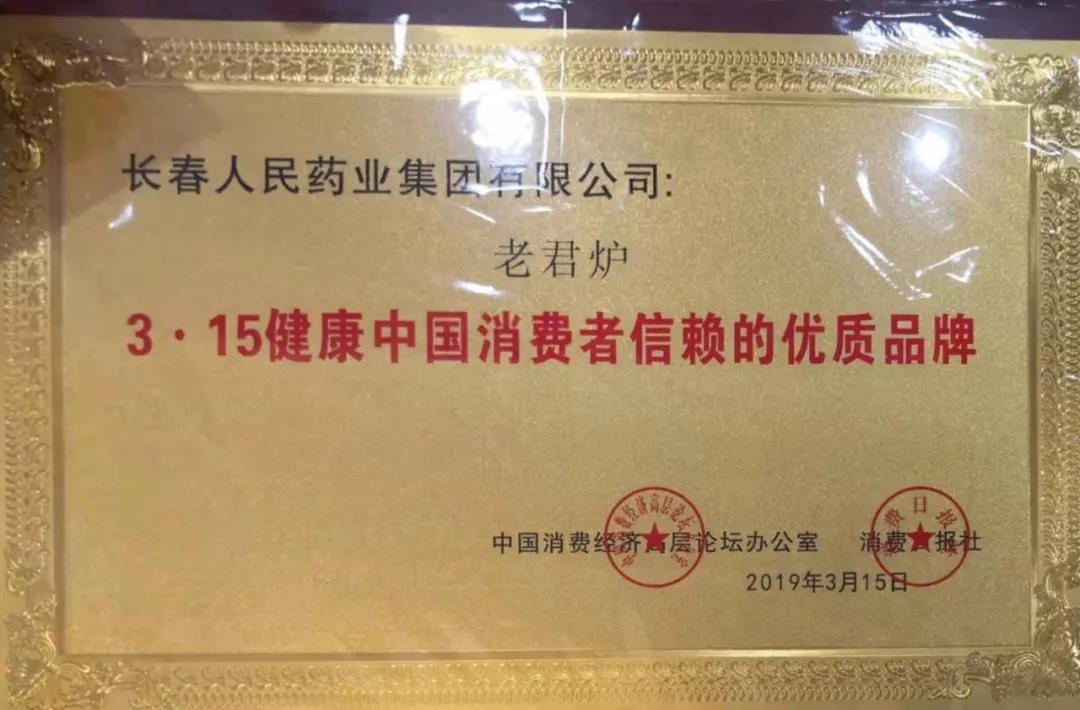 长春人民药业集团有限公司:
老君炉
3·15健康中国消费者信赖的优质品牌
中国消费经济高层论坛办公室 消费日报社
2019年3月15日